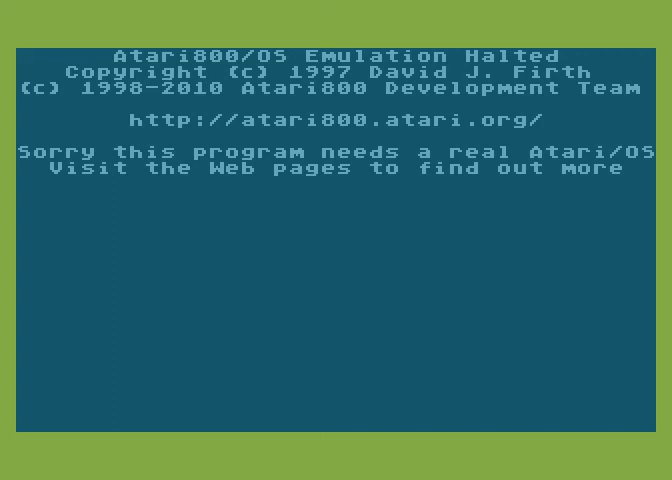 Atari800/OS Emulation Halted
Copyright (c) 1997 David J. Firth
(c) 1998-2010 Atari800 Development Team
http://atari800.atari.org/
Sorry this program needs a real Atari/OS
Visit the Web pages to find out more